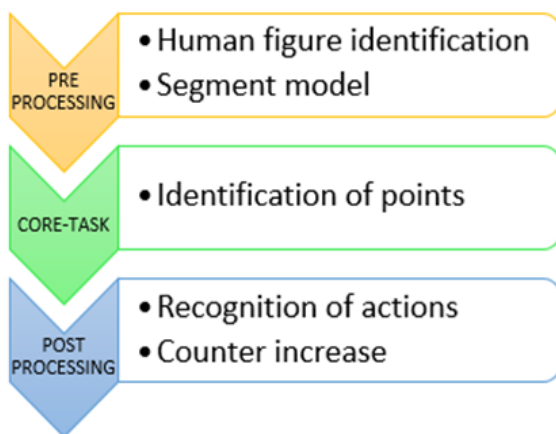 PRE
PROCESSING
• Human figure identification
• Segment model
CORE-TASK
• Identification of points
POST
PROCESSING
• Recognition of actions
• Counter increase